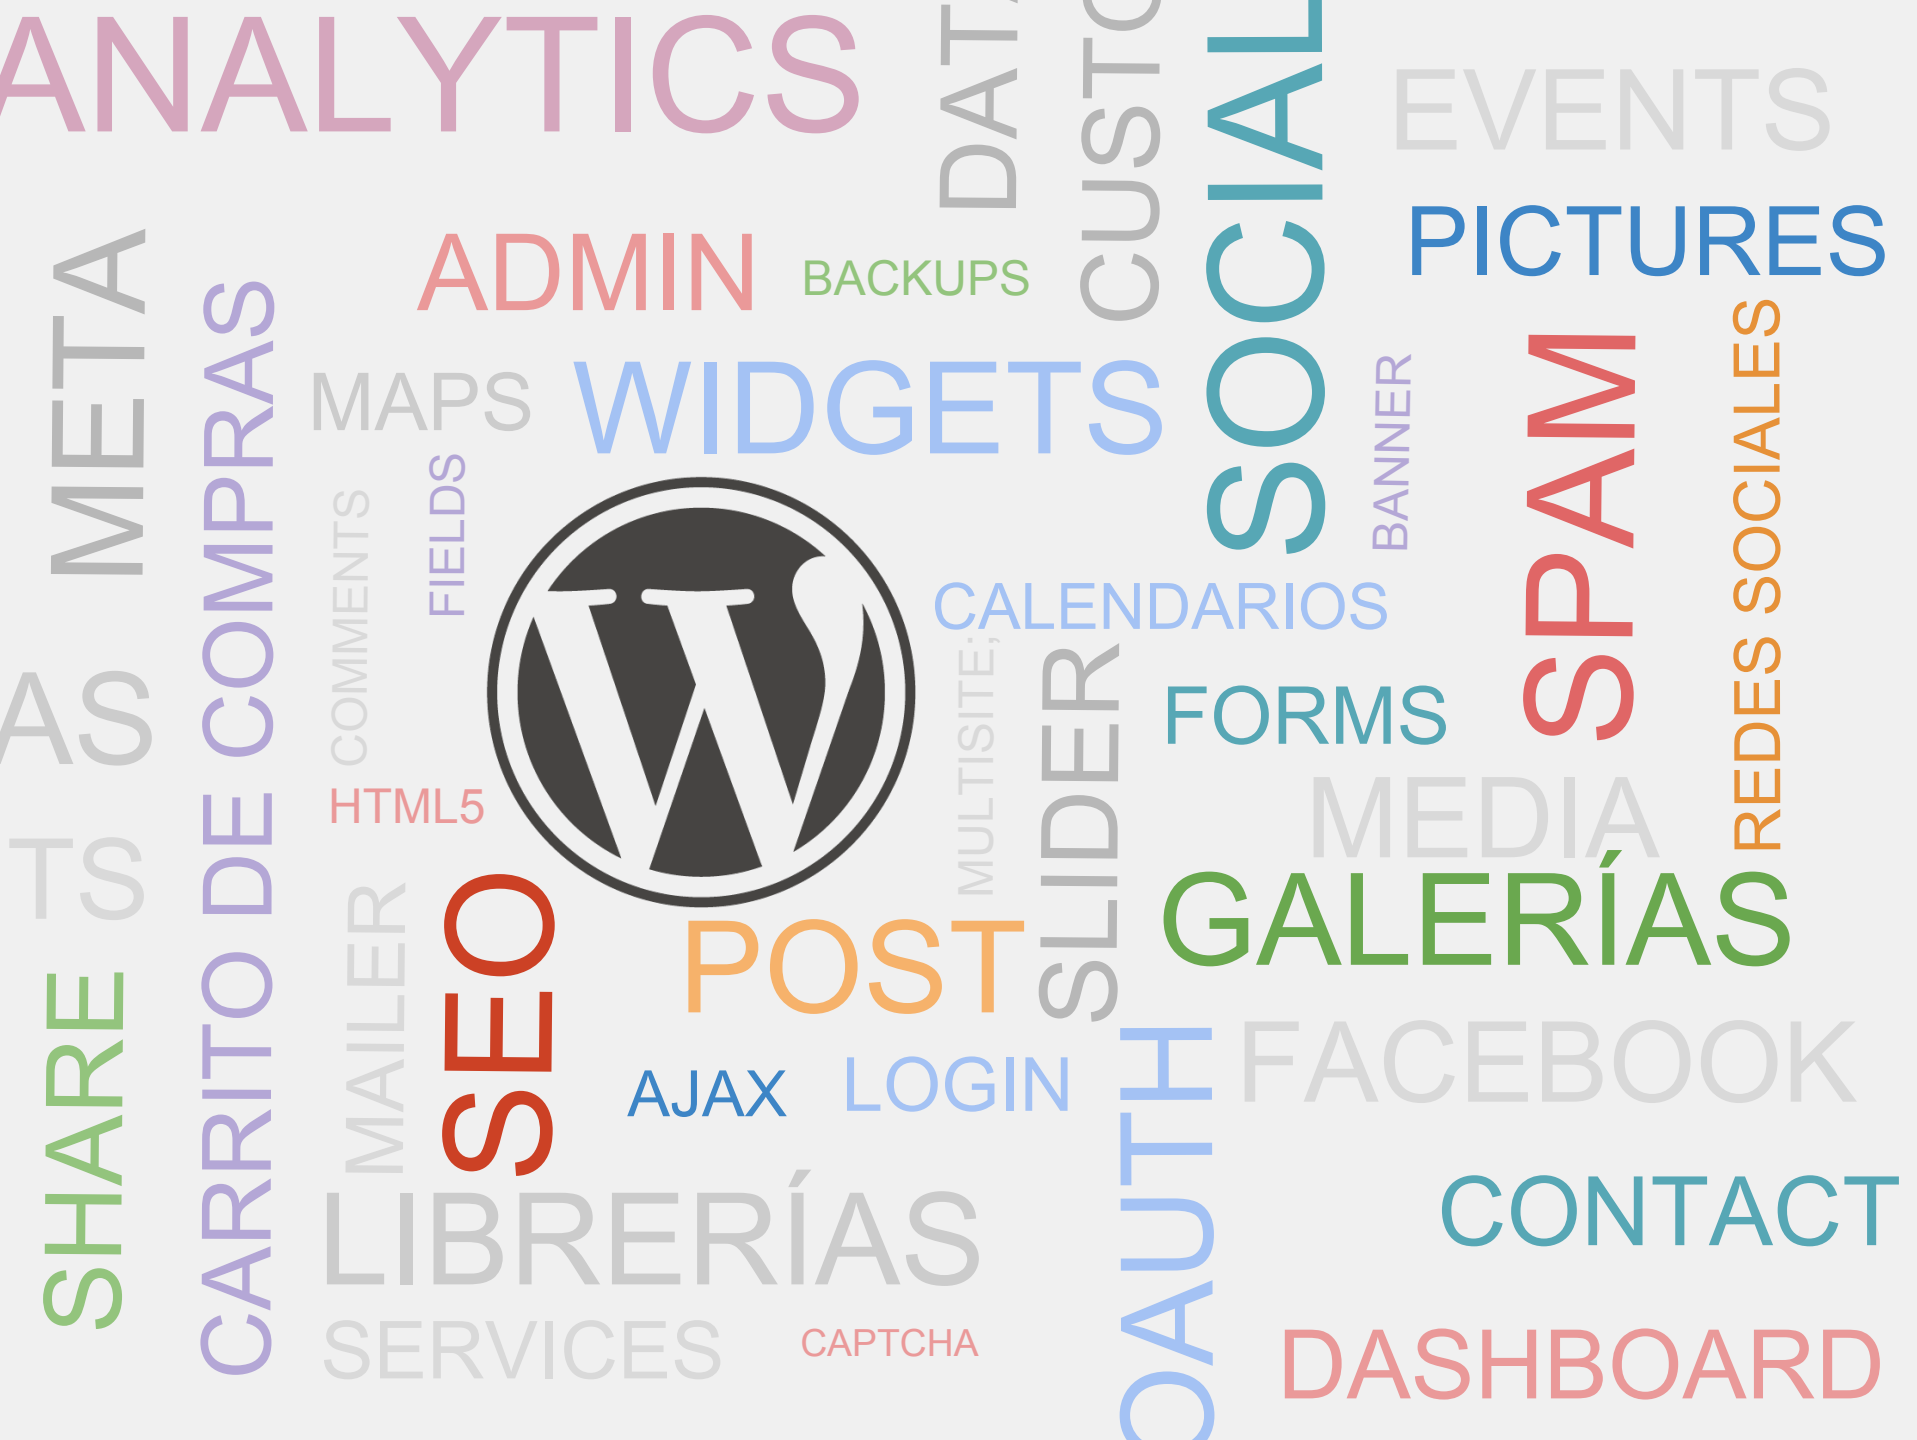 ANALYTICS
DAT
CUSTO
SOCIAL
EVENTS
PICTURES
ADMIN
BACKUPS
META
CARRITO DE COMPRAS
MAPS
WIDGETS
BANNER
SPAM
REDES SOCIALES
FIELDS
COMMENTS
CALENDARIOS
MULTISITE;
SLIDER
FORMS
AS
HTML5
MEDIA
TS
GALERÍAS
SHARE
MAILER
SEO
POST
AJAX
LOGIN
OAUTH
FACEBOOK
LIBRERÍAS
CONTACT
SERVICES
CAPTCHA
DASHBOARD